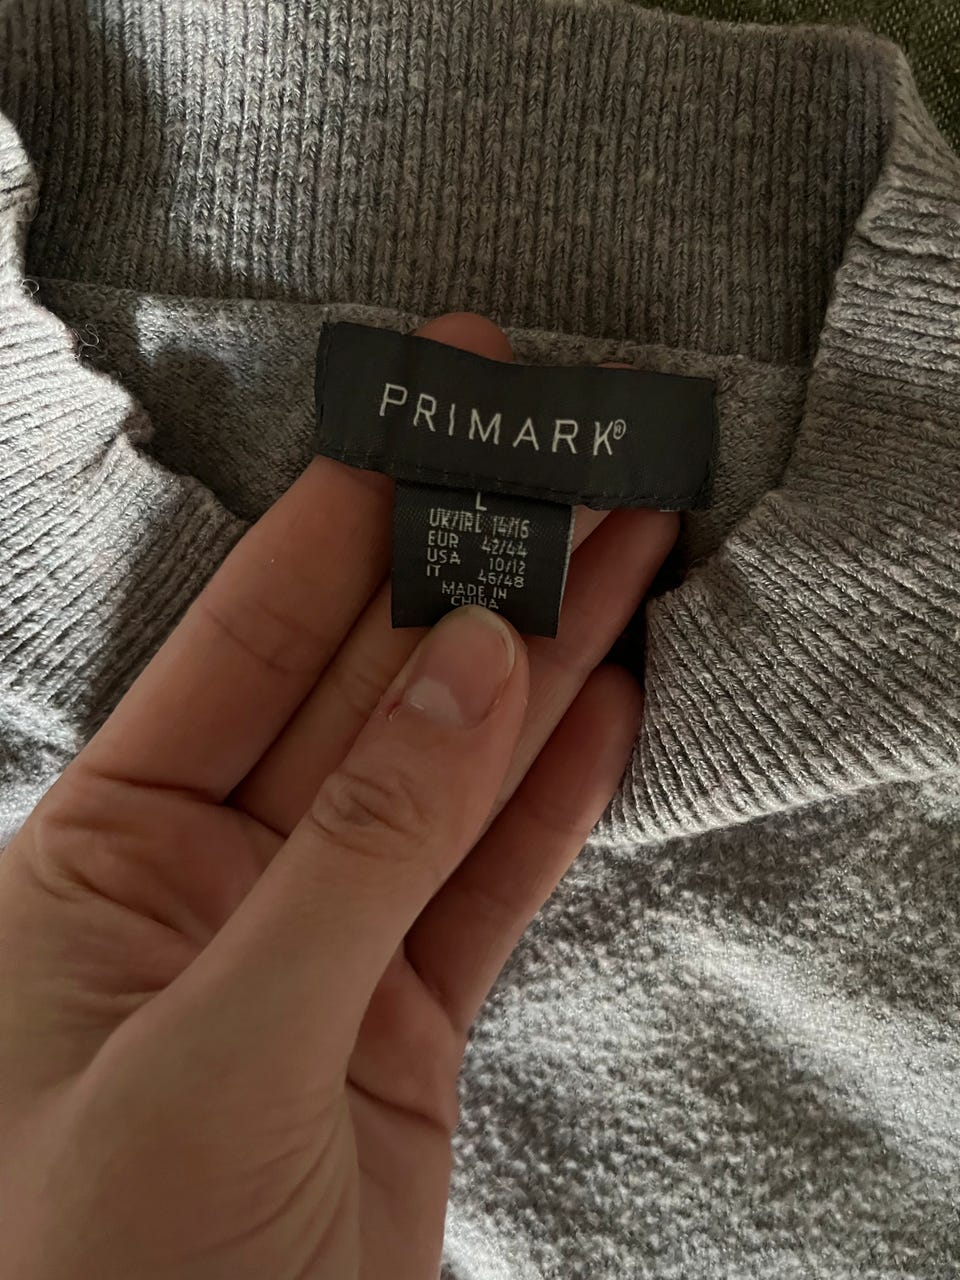 PRIMARK®
L
UK/IRL 14/16
EUR 42/44
USA 10/12
IT 46/48
MADE IN
CHINA